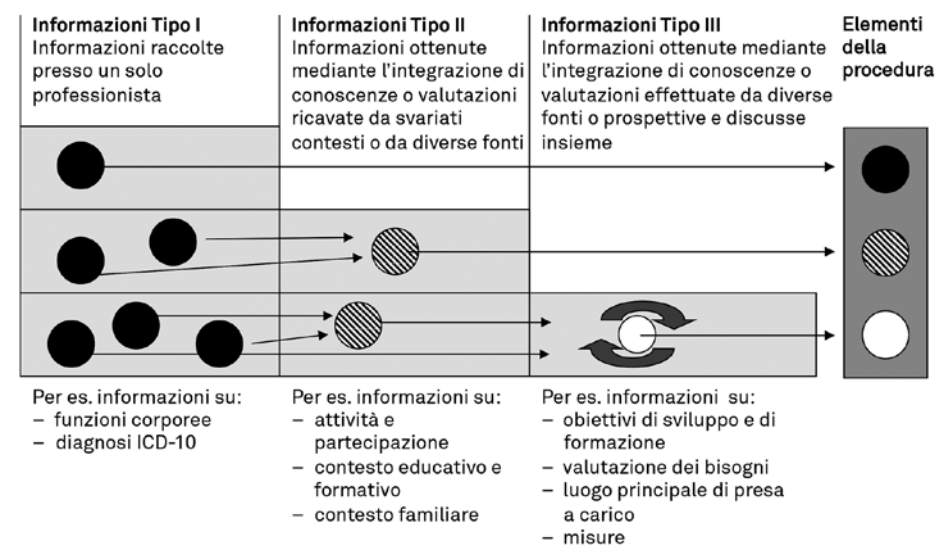 Informazioni Tipo I
Informazioni raccolte
presso un solo
professionista
Informazioni Tipo II
Informazioni ottenute
mediante l'integrazione di
conoscenze o valutazioni
ricavate da svariati
contesti o da diverse fonti
Informazioni Tipo III
Informazioni ottenute mediante
l'integrazione di conoscenze o
valutazioni effettuate da diverse
fonti o prospettive e discusse
insieme
Elementi
della
procedura
Per es. informazioni su:
– funzioni corporee
– diagnosi ICD-10
Per es. informazioni su:
– attività e
partecipazione
– contesto educativo e
formativo
– contesto familiare
Per es. informazioni su:
– obiettivi di sviluppo e di
formazione
– valutazione dei bisogni
– luogo principale di presa
a carico
– misure